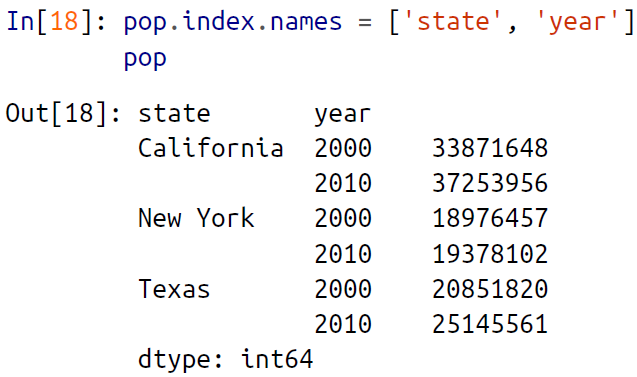 In[18]: pop.index.names = ['state', 'year']
        pop
Out[18]: state       year
         California  2000    33871648
                     2010    37253956
         New York    2000    18976457
                     2010    19378102
         Texas       2000    20851820
                     2010    25145561
         dtype: int64